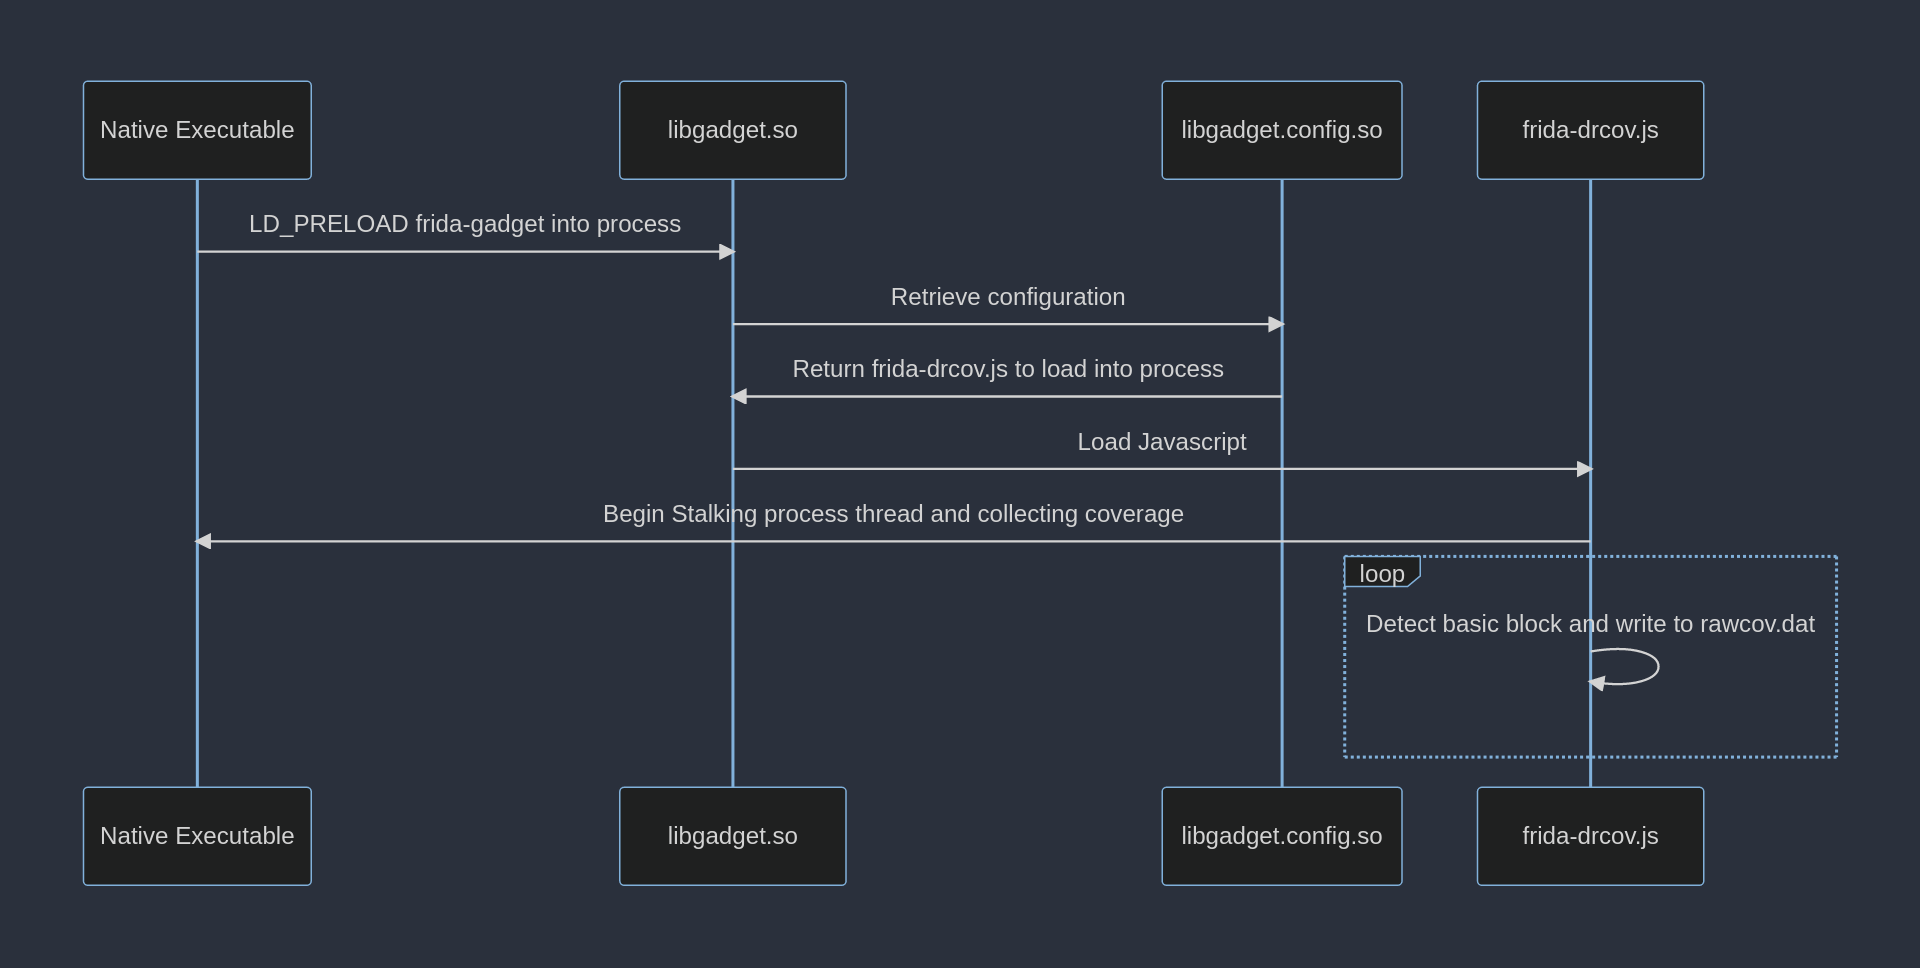 Native Executable
libgadget.so
libgadget.config.so
frida-drcov.js
LD_PRELOAD frida-gadget into process
Retrieve configuration
Return frida-drcov.js to load into process
Load Javascript
Begin Stalking process thread and collecting coverage
loop
Detect basic block and write to rawcov.dat
Native Executable
libgadget.so
libgadget.config.so
frida-drcov.js